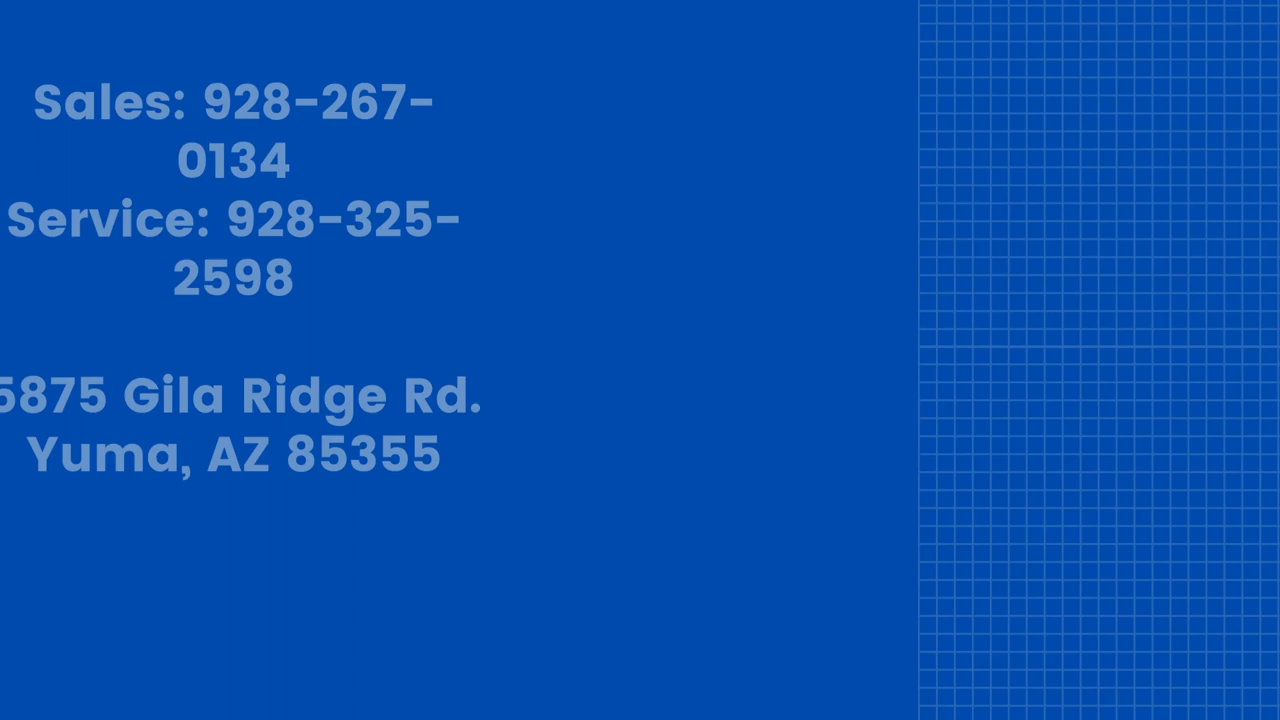 Sales: 928-267-
0134
Service: 928-325-
2598
5875 Gila Ridge Rd.
Yuma, AZ 85355